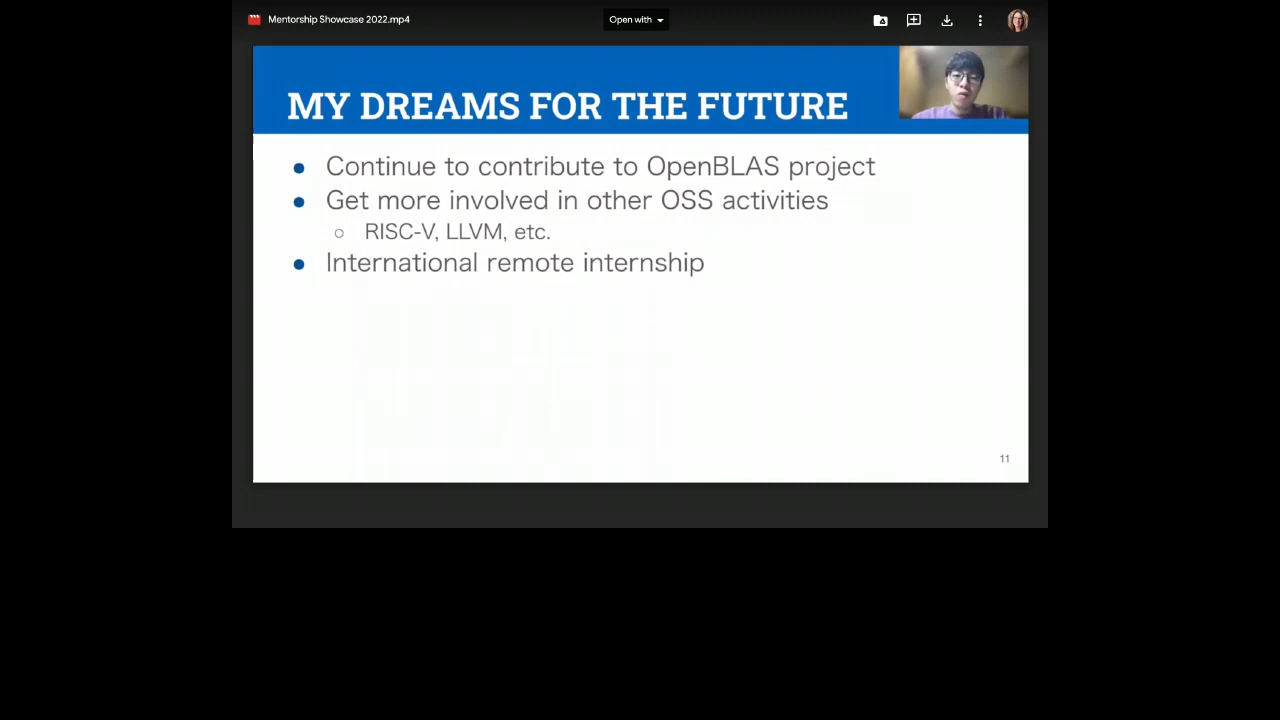 Mentorship Showcase 2022.mp4
Open with
MY DREAMS FOR THE FUTURE
Continue to contribute to OpenBLAS project
Get more involved in other OSS activities
RISC-V, LLVM, etc.
International remote internship
11